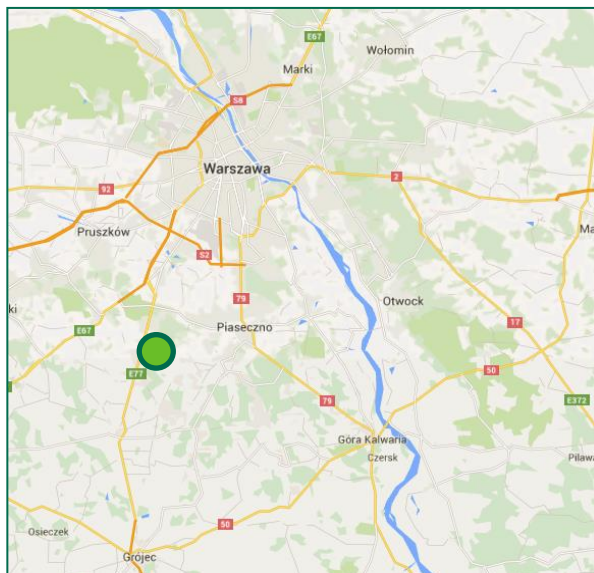 E67
Wołomin
Marki
S8
Warszawa
2
92
Pruszków
S2
Ma
ki
79
Otwock
E67
Piaseczno
17
50
E77
E372
79
Góra Kalwaria
Czersk
Pilawa
50
Osieczek
Grójec